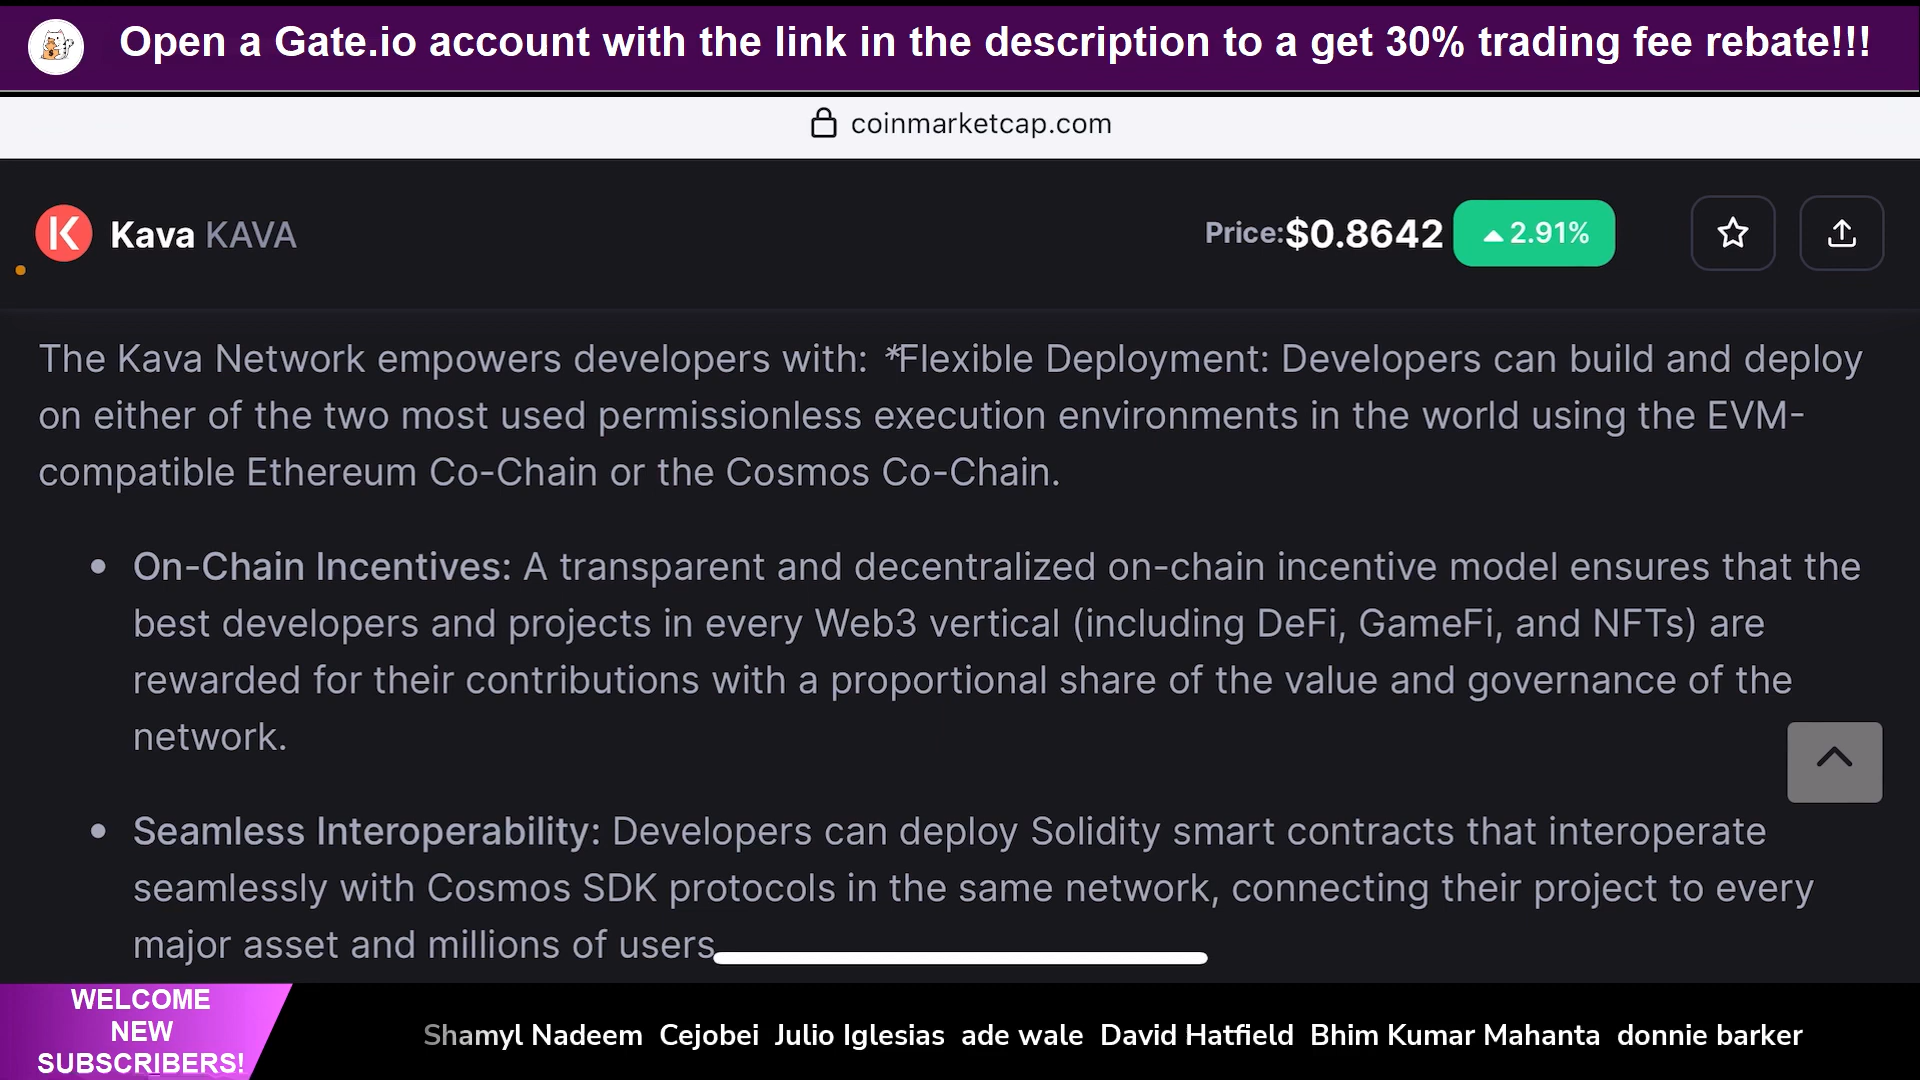 Open a Gate.io account with the link in the description to a get 30% trading fee rebate!!!
coinmarketcap.com
Kava KAVA
Price:$0.8642 2.91%
The Kava Network empowers developers with: *Flexible Deployment: Developers can build and deploy
on either of the two most used permissionless execution environments in the world using the EVM-
compatible Ethereum Co-Chain or the Cosmos Co-Chain.
• On-Chain Incentives: A transparent and decentralized on-chain incentive model ensures that the
best developers and projects in every Web3 vertical (including DeFi, GameFi, and NFTs) are
rewarded for their contributions with a proportional share of the value and governance of the
network.
• Seamless Interoperability: Developers can deploy Solidity smart contracts that interoperate
seamlessly with Cosmos SDK protocols in the same network, connecting their project to every
major asset and millions of users
WELCOME
NEW
SUBSCRIBERS!
Shamyl Nadeem Cejobei Julio Iglesias ade wale David Hatfield Bhim Kumar Mahanta donnie barker